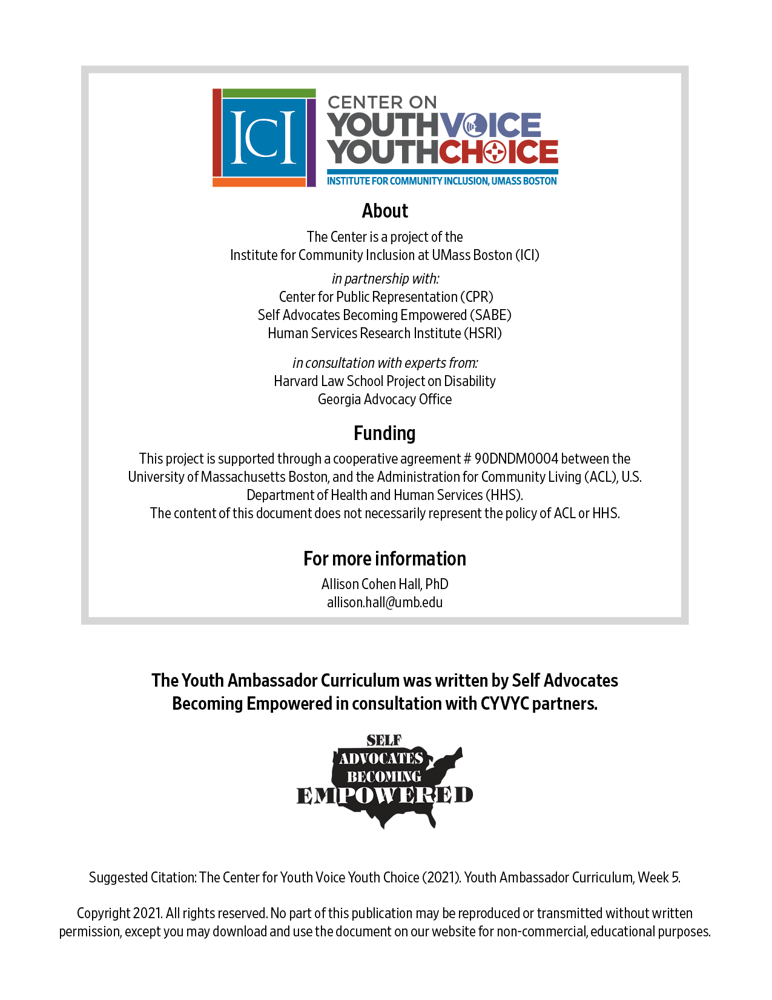 ICI
CENTER ON
YOUTHVOICE
YOUTHCHOICE
INSTITUTE FOR COMMUNITY INCLUSION, UMASS BOSTON
About
The Center is a project of the
Institute for Community Inclusion at UMass Boston (ICI)
in partnership with:
Center for Public Representation (CPR)
Self Advocates Becoming Empowered (SABE)
Human Services Research Institute (HSRI)
in consultation with experts from:
Harvard Law School Project on Disability
Georgia Advocacy Office
Funding
This project is supported through a cooperative agreement # 90DNDM0004 between the
University of Massachusetts Boston, and the Administration for Community Living (ACL), U.S.
Department of Health and Human Services (HHS).
The content of this document does not necessarily represent the policy of ACL or HHS.
For more information
Allison Cohen Hall, PhD
allison.hall@umb.edu
The Youth Ambassador Curriculum was written by Self Advocates
Becoming Empowered in consultation with CYVYC partners.
SELF
ADVOCATES
BECOMING
EMPOWERED
Suggested Citation: The Center for Youth Voice Youth Choice (2021). Youth Ambassador Curriculum, Week 5.
Copyright 2021. All rights reserved. No part of this publication may be reproduced or transmitted without written
permission, except you may download and use the document on our website for non-commercial, educational purposes.